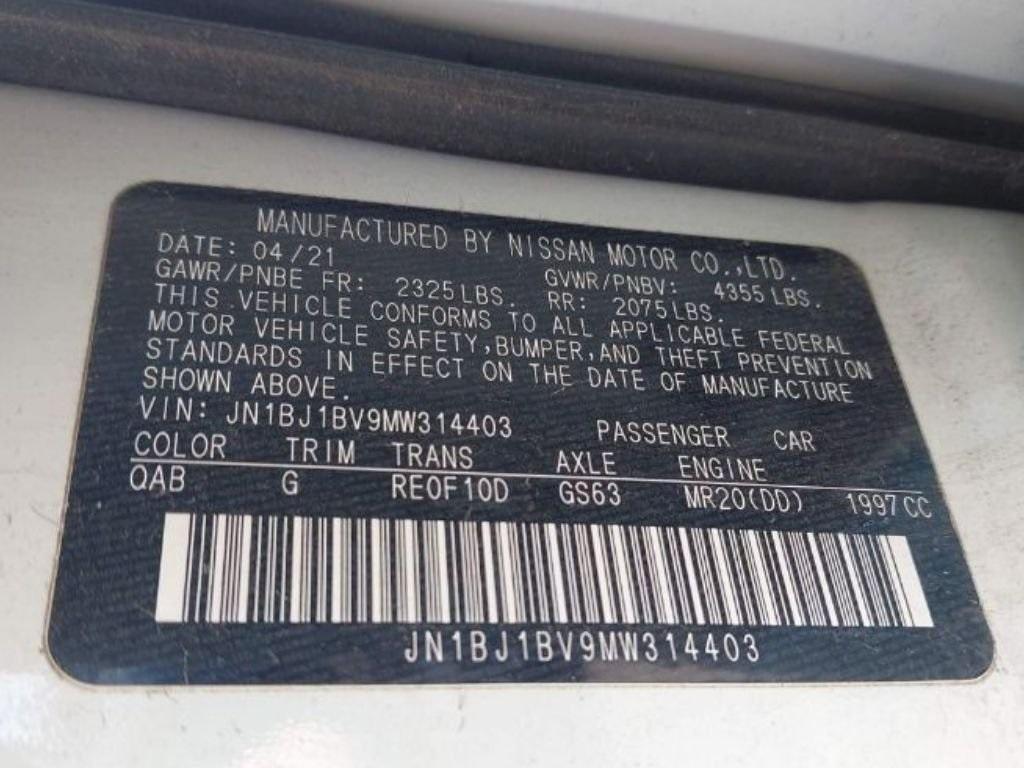 MANUFACTURED BY NISSAN MOTOR CO.,LTD.
DATE: 04/21 GVWR/PNBV: 4355 LBS.
GAWR/PNBE FR: 2325LBS. RR: 2075LBS.
THIS VEHICLE CONFORMS TO ALL APPLICABLE FEDERAL
MOTOR VEHICLE SAFETY,BUMPER,AND THEFT PREVENTION
STANDARDS IN EFFECT ON THE DATE OF MANUFACTURE
SHOWN ABOVE.
VIN: JN1BJ1BV9MW314403 PASSENGER CAR
COLOR TRIM TRANS AXLE ENGINE
QAB G RE0F10D GS63 MR20(DD) 1997CC
JN1BJ1BV9MW314403